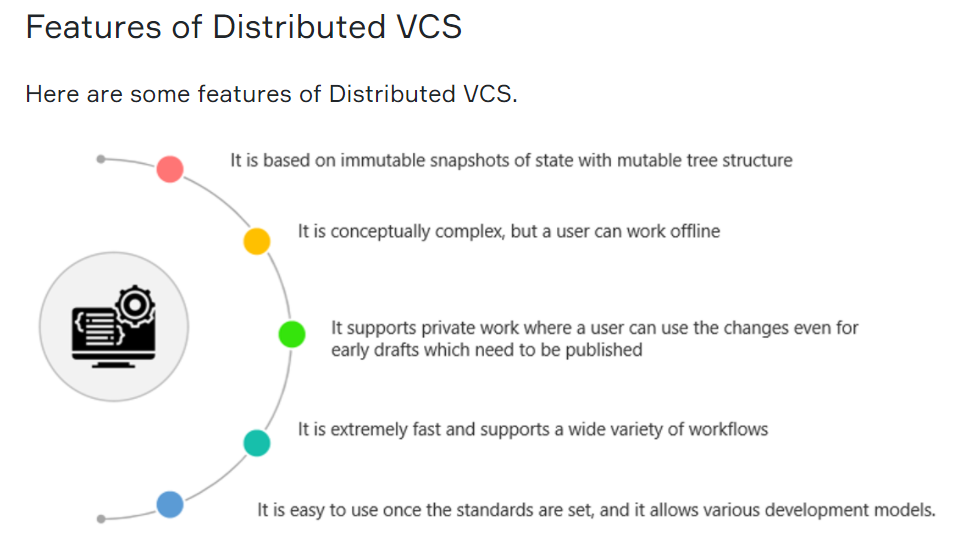 Features of Distributed VCS
Here are some features of Distributed VCS.
It is based on immutable snapshots of state with mutable tree structure
It is conceptually complex, but a user can work offline
It supports private work where a user can use the changes even for
early drafts which need to be published
It is extremely fast and supports a wide variety of workflows
It is easy to use once the standards are set, and it allows various development models.